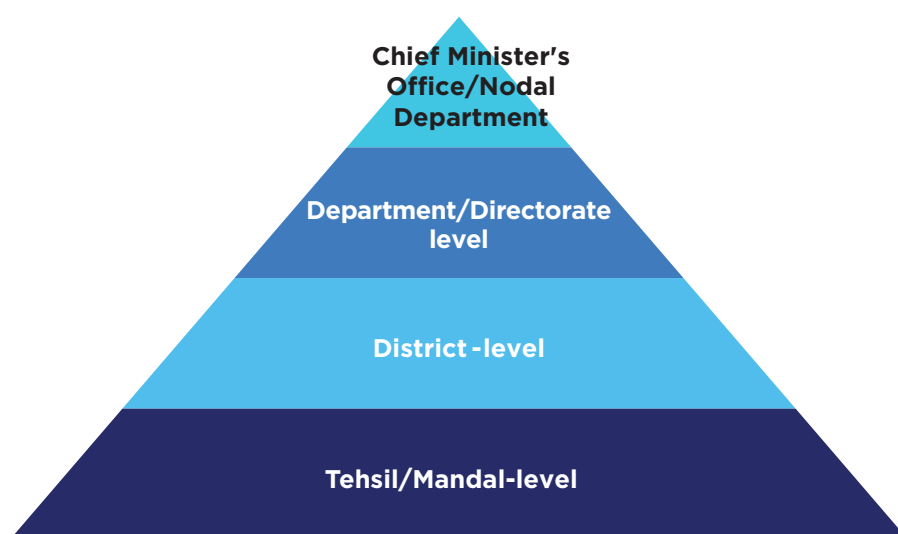 Chief Minister's
Office/Nodal
Department
Department/Directorate
level
District-level
Tehsil/Mandal-level